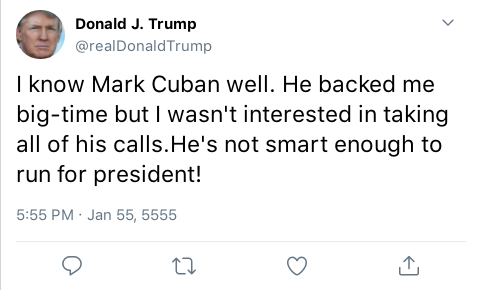 Donald J. Trump
@realDonaldTrump
I know Mark Cuban well. He backed me
big-time but I wasn't interested in taking
all of his calls.He's not smart enough to
run for president!
5:55 PM · Jan 55, 5555